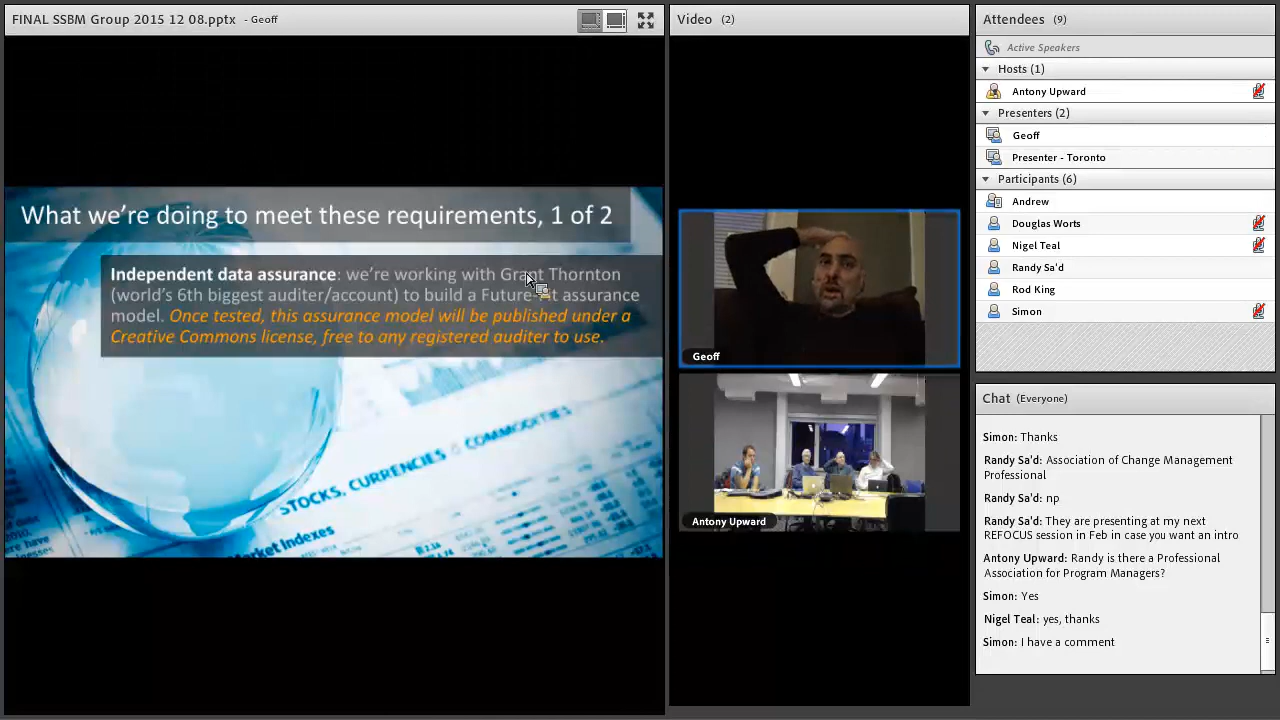 FINAL SSBM Group 2015 12 08.pptx - Geoff
What we're doing to meet these requirements, 1 of 2
Independent data assurance: we're working with Grant Thornton
(world's 6th biggest auditer/account) to build a Future-fit assurance
model. Once tested, this assurance model will be published under a
Creative Commons license, free to any registered auditer to use.
STOCKS, CURRENCIES & COMMODITIES
Market Indexes
Video (2)
Geoff
Antony Upward
Attendees (9)
Active Speakers
Hosts (1)
Antony Upward
Presenters (2)
Geoff
Presenter - Toronto
Participants (6)
Andrew
Douglas Worts
Nigel Teal
Randy Sa'd
Rod King
Simon
Chat (Everyone)
Simon: Thanks
Randy Sa'd: Association of Change Management
Professional
Randy Sa'd: np
Randy Sa'd: They are presenting at my next
REFOCUS session in Feb in case you want an intro
Antony Upward: Randy is there a Professional
Association for Program Managers?
Simon: Yes
Nigel Teal: yes, thanks
Simon: I have a comment